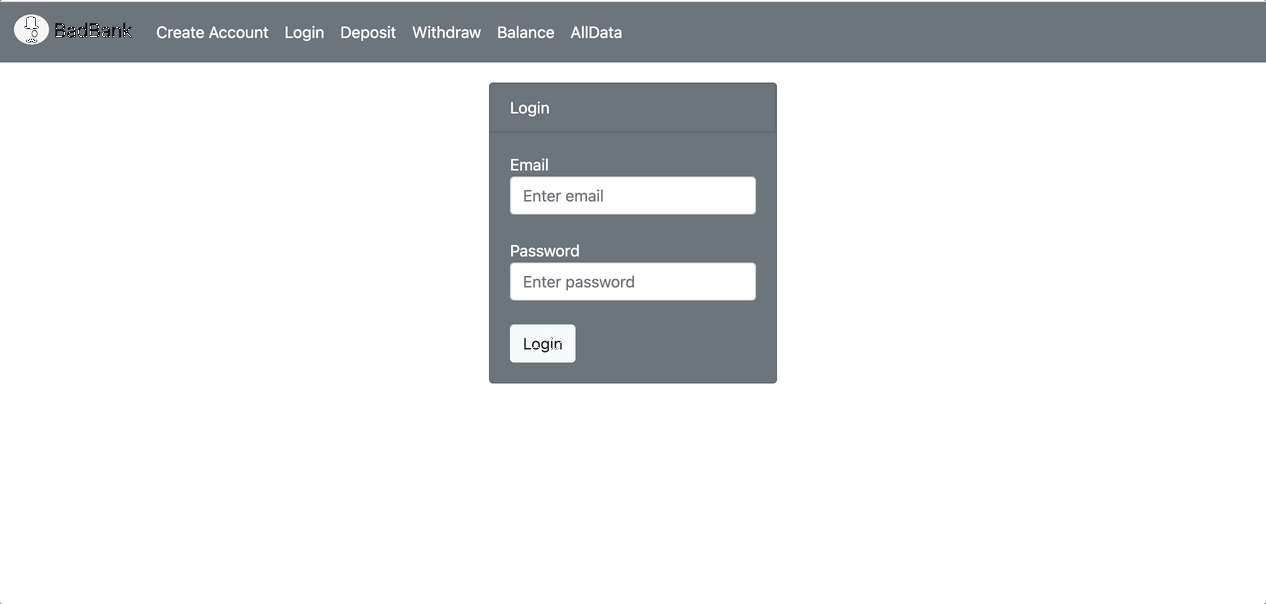 BadBank Create Account Login Deposit Withdraw Balance AllData
Login
Email
Enter email
Password
Enter password
Login